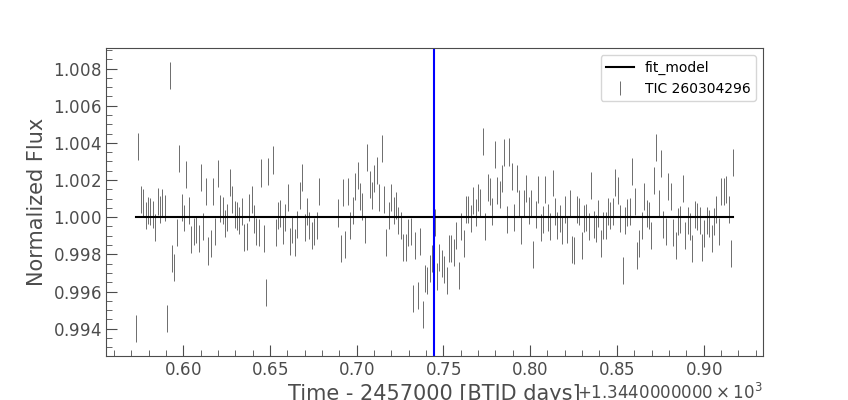 1.008
1.006
1.004
1.002
1.000
0.998
0.996
0.994
Normalized Flux
fit_model
TIC 260304296
0.60 0.65 0.70 0.75 0.80 0.85 0.90
Time - 2457000 [BTJD days]
+1.3440000000 × 10³